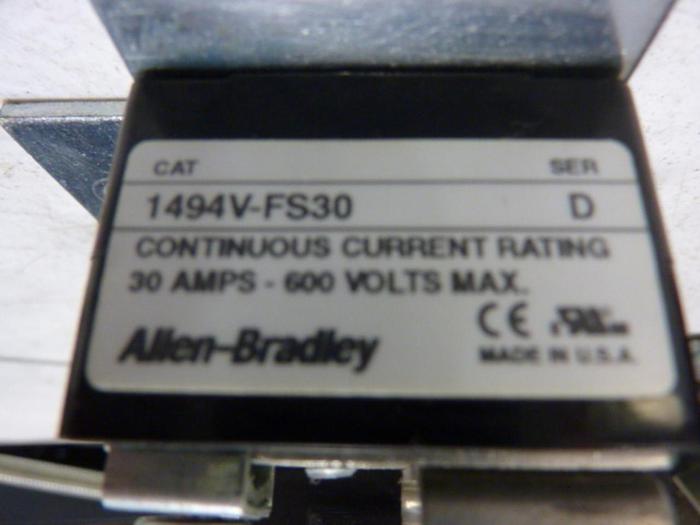 CAT SER
1494V-FS30 D
CONTINUOUS CURRENT RATING
30 AMPS - 600 VOLTS MAX.
Allen-Bradley CE
MADE IN U.S.A.